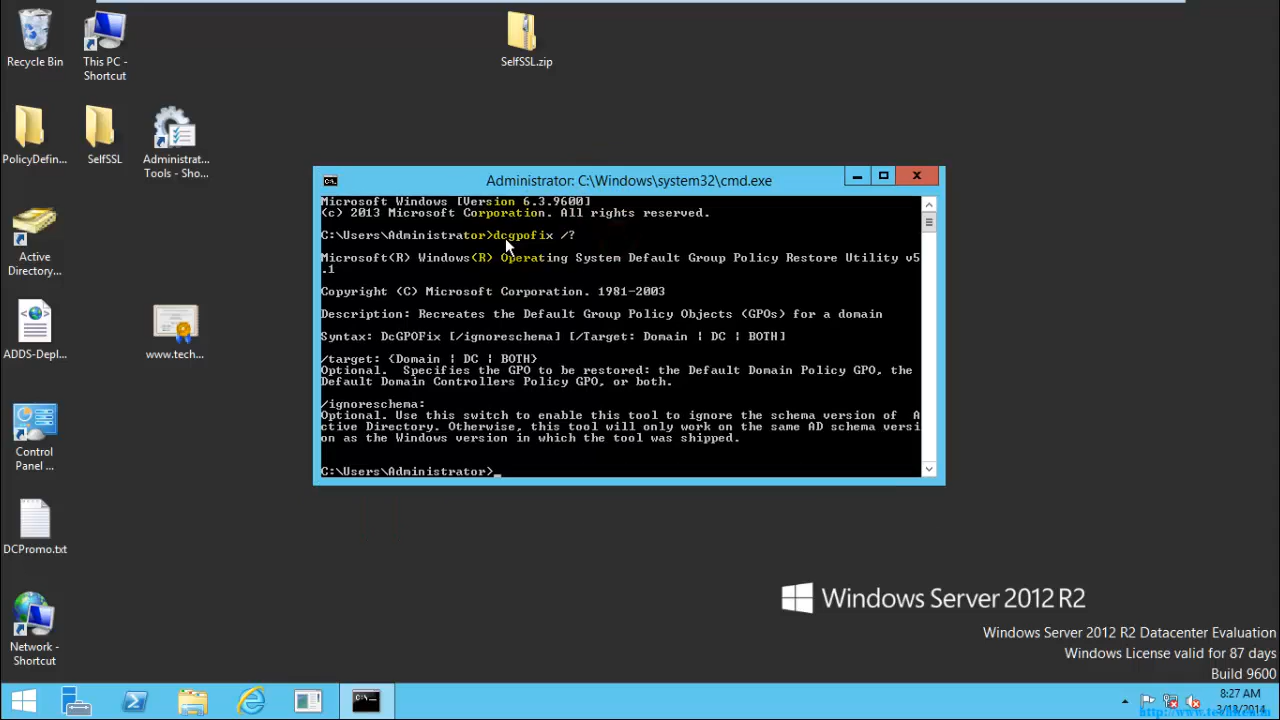 Recycle Bin
This PC -
Shortcut
SelfSSL.zip
PolicyDefin...
SelfSSL
Administrat...
Tools - Sho...
Active
Directory...
ADDS-Depl...
www.tech...
Control
Panel ...
DCPromo.txt
Network -
Shortcut
Administrator: C:\Windows\system32\cmd.exe
Microsoft Windows [Version 6.3.9600]
(c) 2013 Microsoft Corporation. All rights reserved.
C:\Users\Administrator>dcgpofix /?
Microsoft(R) Windows(R) Operating System Default Group Policy Restore Utility v5
.1
Copyright (C) Microsoft Corporation. 1981-2003
Description: Recreates the Default Group Policy Objects (GPOs) for a domain
Syntax: DcGPOFix [/ignoreschema] [/Target: Domain | DC | BOTH]
/target: {Domain | DC | BOTH}
Optional. Specifies the GPO to be restored: the Default Domain Policy GPO, the
Default Domain Controllers Policy GPO, or both.
/ignoreschema:
Optional. Use this switch to enable this tool to ignore the schema version of A
ctive Directory. Otherwise, this tool will only work on the same AD schema versi
on as the Windows version in which the tool was shipped.
C:\Users\Administrator>_
Windows Server 2012 R2
Windows Server 2012 R2 Datacenter Evaluation
Windows License valid for 87 days
Build 9600
8:27 AM
3/13/2014